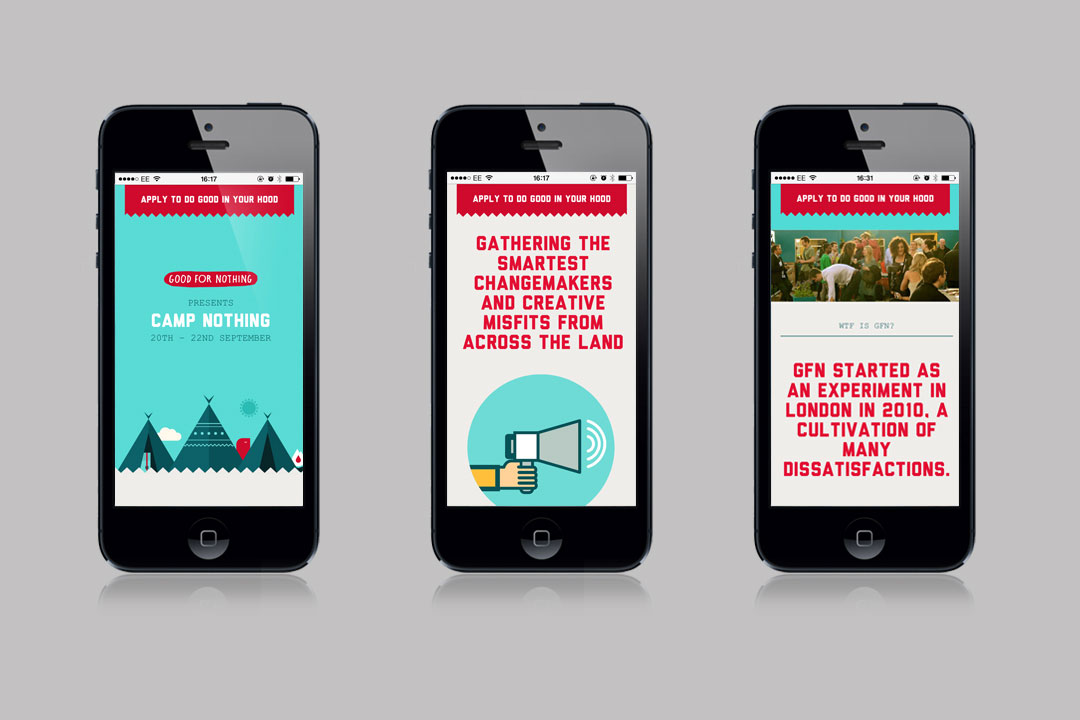 EE 16:17
APPLY TO DO GOOD IN YOUR HOOD
GOOD FOR NOTHING
PRESENTS
CAMP NOTHING
20TH - 22ND SEPTEMBER
EE 16:17
APPLY TO DO GOOD IN YOUR HOOD
GATHERING THE
SMARTEST
CHANGEMAKERS
AND CREATIVE
MISFITS FROM
ACROSS THE LAND
EE 16:31
APPLY TO DO GOOD IN YOUR HOOD
WTF IS GFN?
GFN STARTED AS
AN EXPERIMENT IN
LONDON IN 2010, A
CULTIVATION OF
MANY
DISSATISFACTIONS.